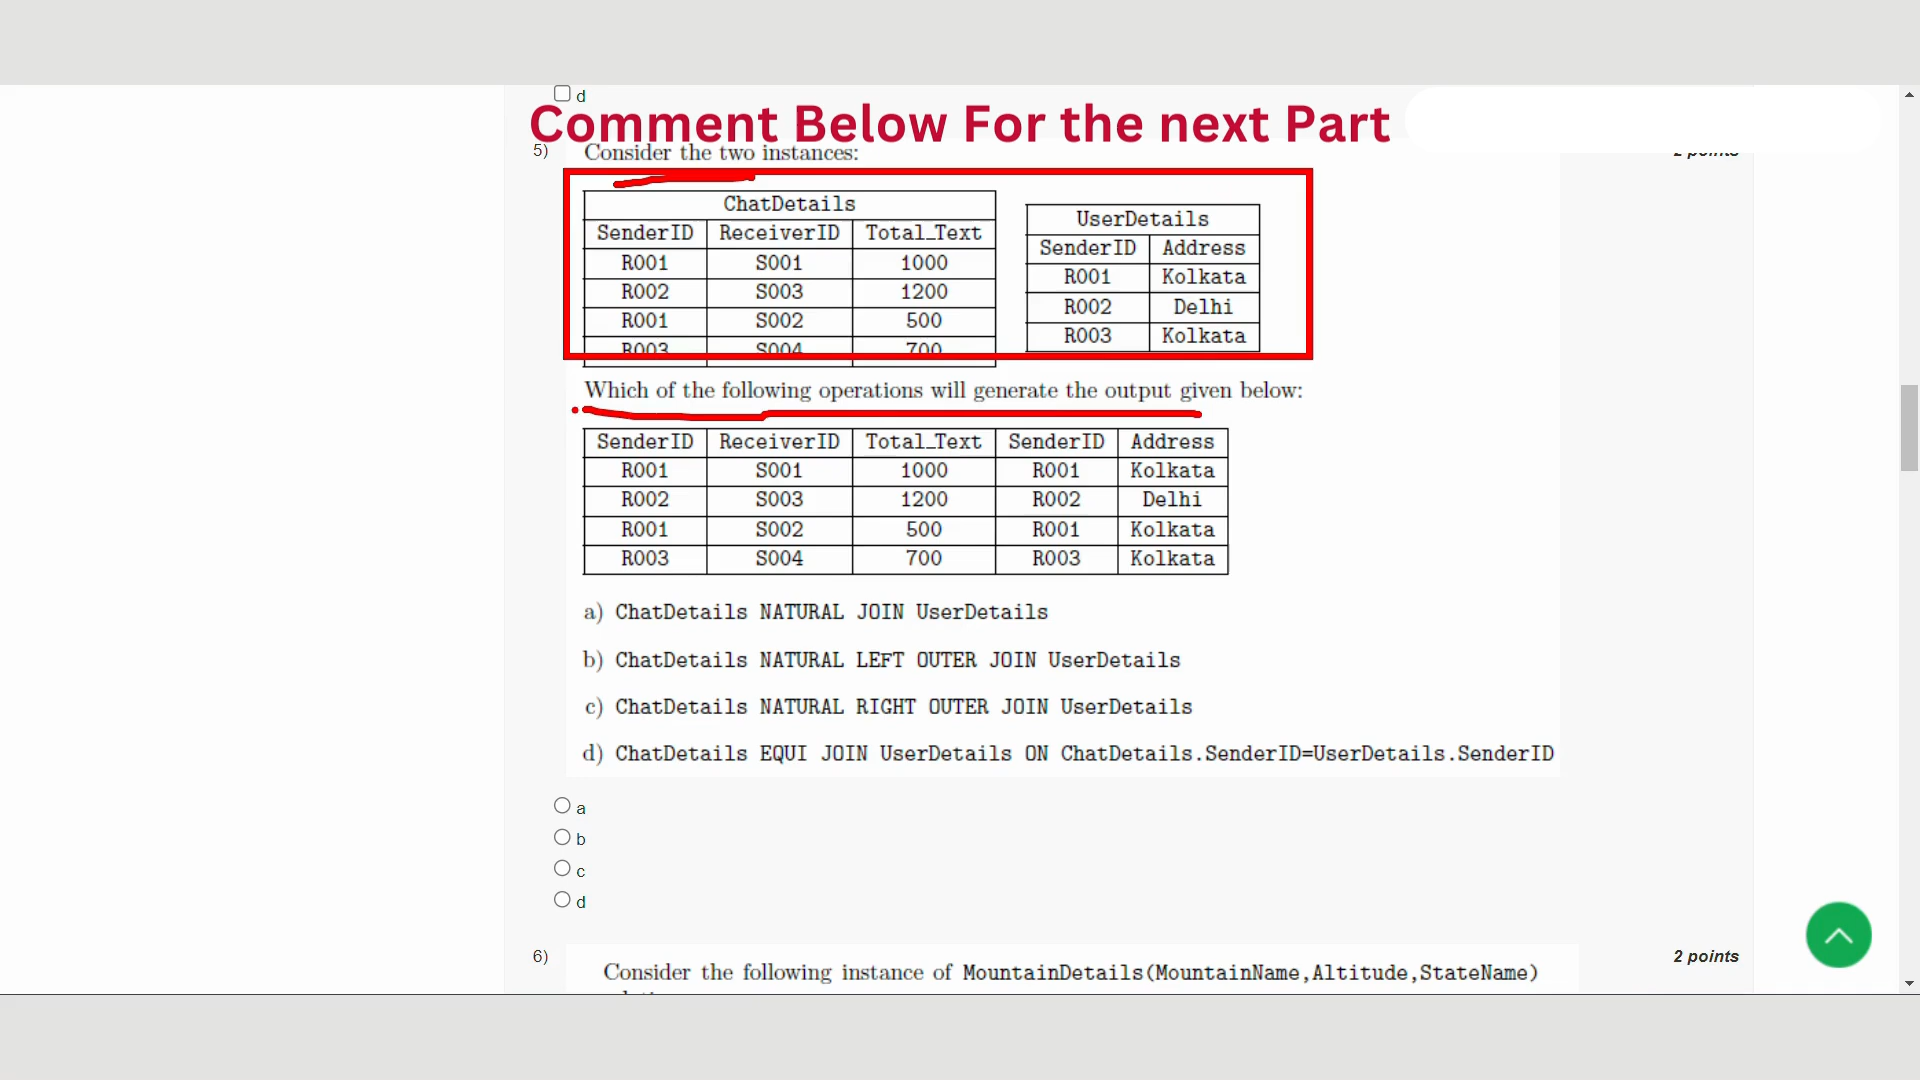 d
Comment Below For the next Part
5) Consider the two instances:
2 points
ChatDetails
SenderID ReceiverID Total_Text
R001 S001 1000
R002 S003 1200
R001 S002 500
R003 S004 700
UserDetails
SenderID Address
R001 Kolkata
R002 Delhi
R003 Kolkata
Which of the following operations will generate the output given below:
SenderID ReceiverID Total_Text SenderID Address
R001 S001 1000 R001 Kolkata
R002 S003 1200 R002 Delhi
R001 S002 500 R001 Kolkata
R003 S004 700 R003 Kolkata
a) ChatDetails NATURAL JOIN UserDetails
b) ChatDetails NATURAL LEFT OUTER JOIN UserDetails
c) ChatDetails NATURAL RIGHT OUTER JOIN UserDetails
d) ChatDetails EQUI JOIN UserDetails ON ChatDetails.SenderID=UserDetails.SenderID
a
b
c
d
6) Consider the following instance of MountainDetails(MountainName,Altitude,StateName)
2 points